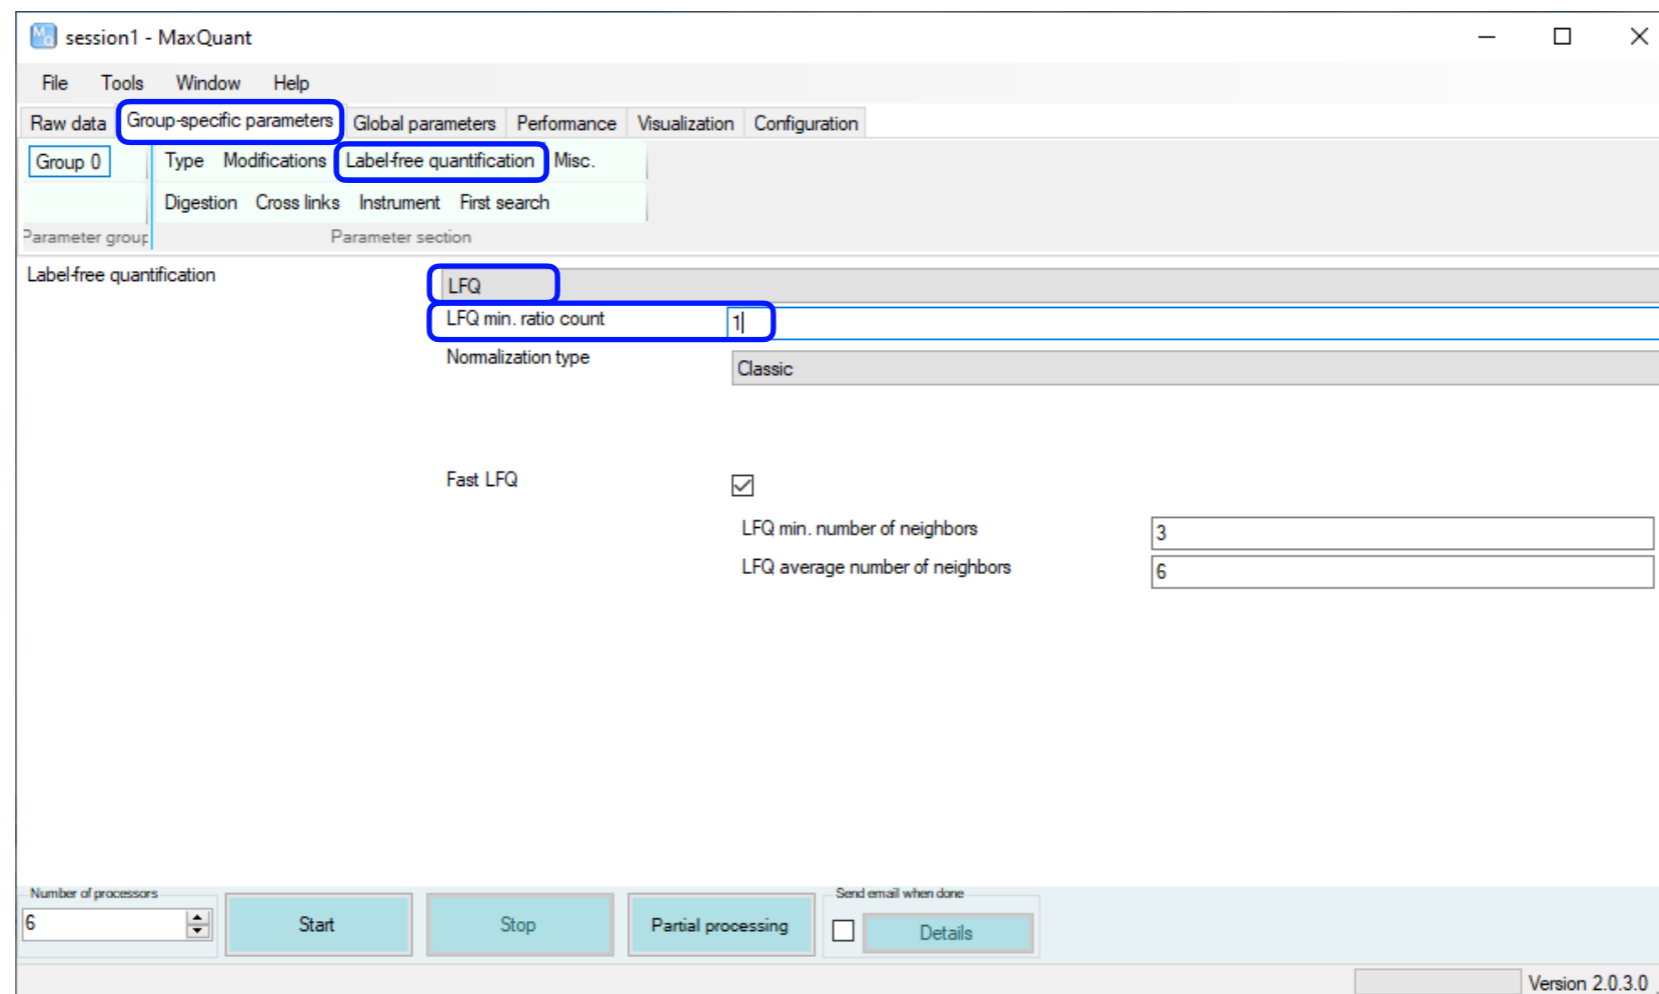 session1 - MaxQuant
File Tools Window Help
Raw data Group-specific parameters Global parameters Performance Visualization Configuration
Group 0 Type Modifications Label-free quantification Misc.
Digestion Cross links Instrument First search
Parameter group Parameter section
Label-free quantification LFQ
LFQ min. ratio count 1
Normalization type Classic
Fast LFQ
LFQ min. number of neighbors 3
LFQ average number of neighbors 6
Number of processors Send email when done
6 Start Stop Partial processing Details
Version 2.0.3.0